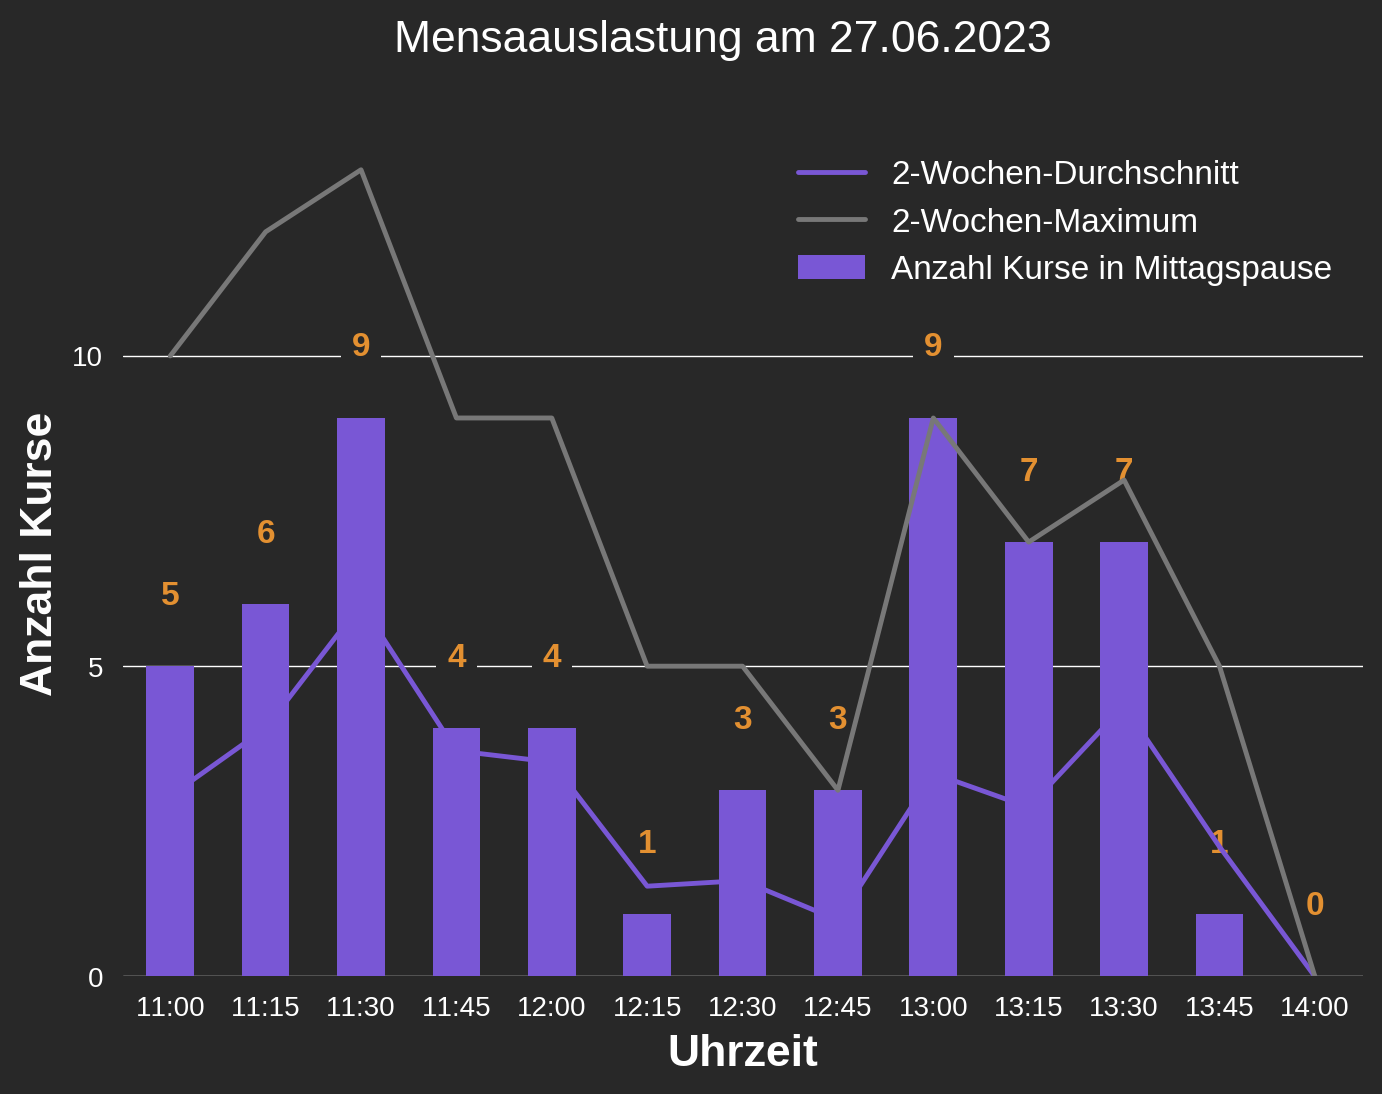 Mensaauslastung am 27.06.2023
2-Wochen-Durchschnitt
2-Wochen-Maximum
Anzahl Kurse in Mittagspause
Anzahl Kurse
10
5
0
5
6
9
4
4
1
3
3
9
7
7
1
0
11:00 11:15 11:30 11:45 12:00 12:15 12:30 12:45 13:00 13:15 13:30 13:45 14:00
Uhrzeit